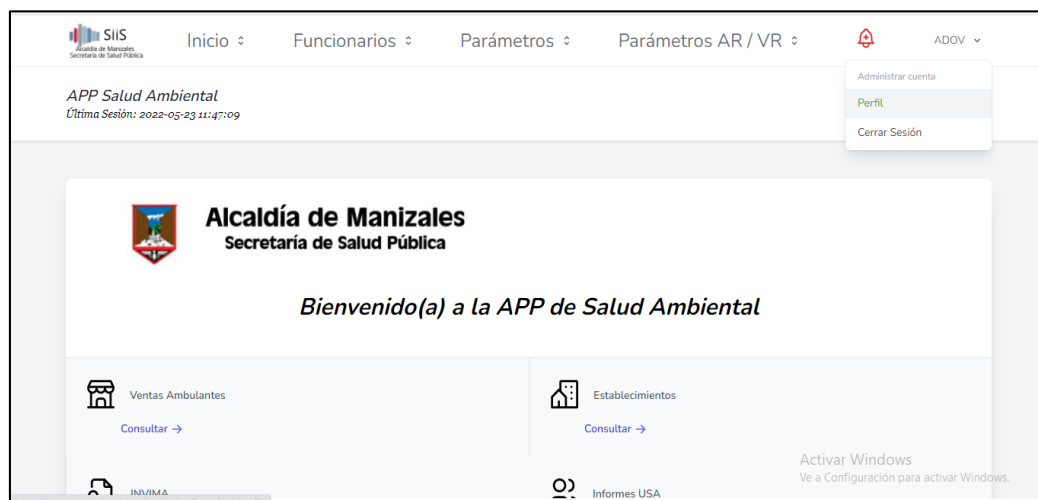 SiiS
Alcaldía de Manizales
Secretaría de Salud Pública
Inicio
Funcionarios
Parámetros
Parámetros AR / VR
ADOV
Administrar cuenta
Perfil
Cerrar Sesión
APP Salud Ambiental
Última Sesión: 2022-05-23 11:47:09
Alcaldía de Manizales
Secretaría de Salud Pública
Bienvenido(a) a la APP de Salud Ambiental
Ventas Ambulantes
Consultar →
Establecimientos
Consultar →
Activar Windows
Ve a Configuración para activar Windows.
INVIMA
Informes USA